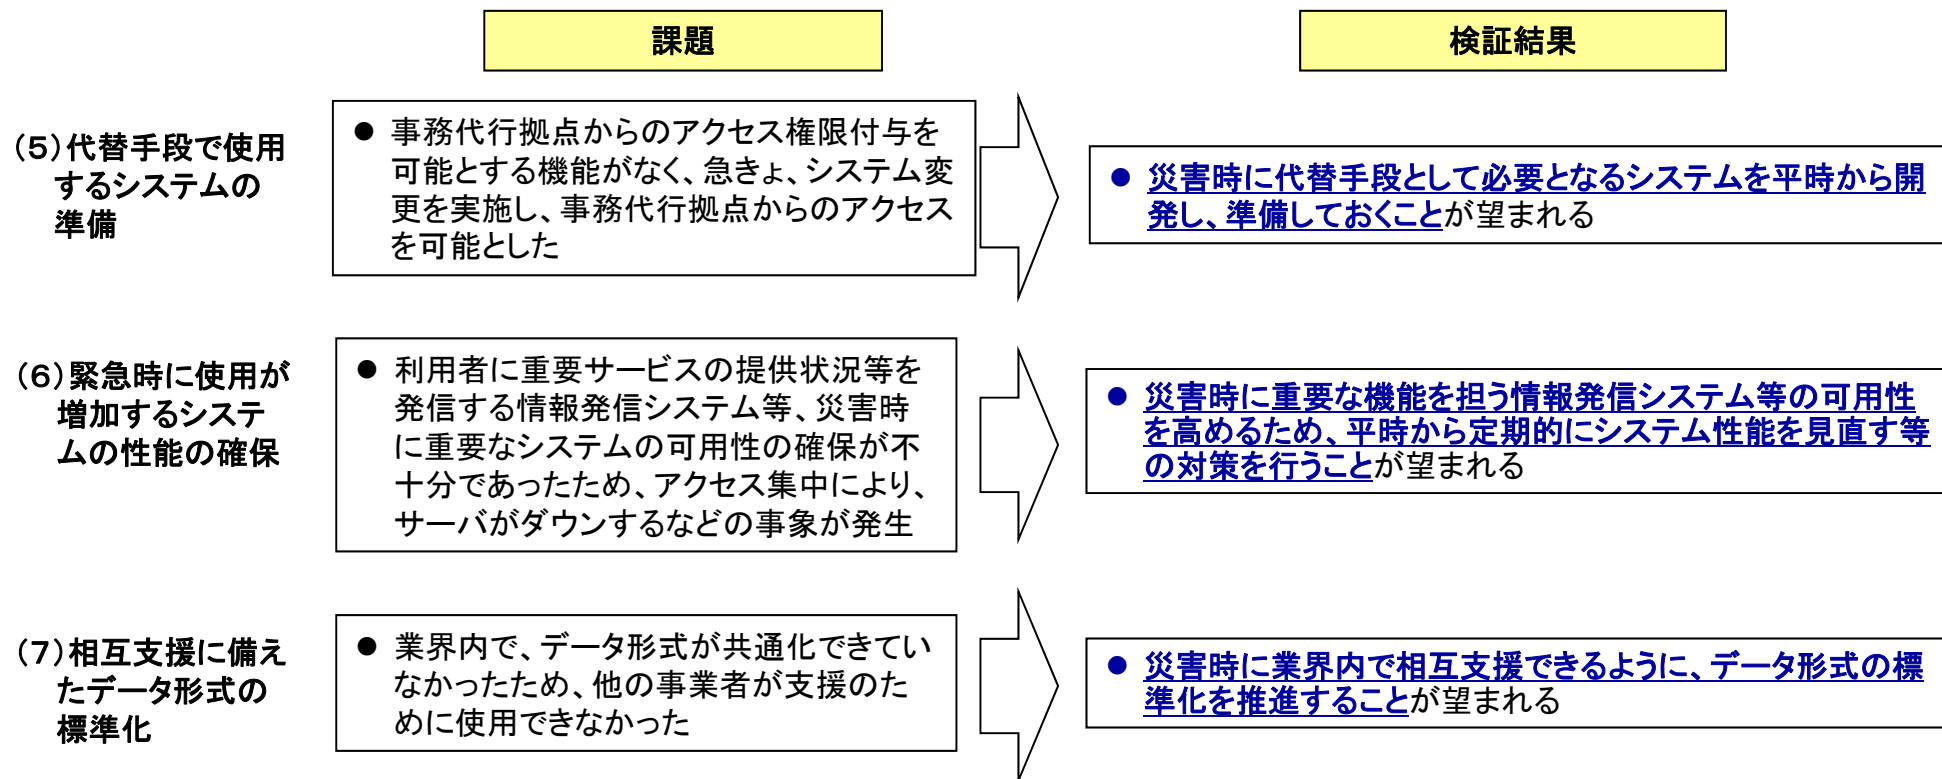 課題
検証結果
(5)代替手段で使用
するシステムの
準備
● 事務代行拠点からのアクセス権限付与を
可能とする機能がなく、急きょ、システム変
更を実施し、事務代行拠点からのアクセス
を可能とした
● 災害時に代替手段として必要となるシステムを平時から開
発し、準備しておくことが望まれる
(6)緊急時に使用が
増加するシステ
ムの性能の確保
● 利用者に重要サービスの提供状況等を
発信する情報発信システム等、災害時
に重要なシステムの可用性の確保が不
十分であったため、アクセス集中により、
サーバがダウンするなどの事象が発生
● 災害時に重要な機能を担う情報発信システム等の可用性
を高めるため、平時から定期的にシステム性能を見直す等
の対策を行うことが望まれる
(7)相互支援に備え
たデータ形式の
標準化
● 業界内で、データ形式が共通化できてい
なかったため、他の事業者が支援のた
めに使用できなかった
● 災害時に業界内で相互支援できるように、データ形式の標
準化を推進することが望まれる